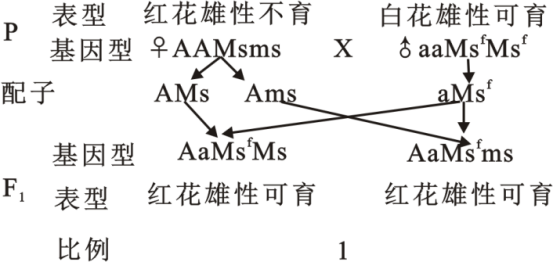 P 表型 红花雄性不育 白花雄性可育
基因型 ♀AAMsms X ♂aaMsᶠMsᶠ
配子 AMs Ams aMsᶠ
基因型 AaMsᶠMs AaMsᶠms
F₁ 表型 红花雄性可育 红花雄性可育
比例 1